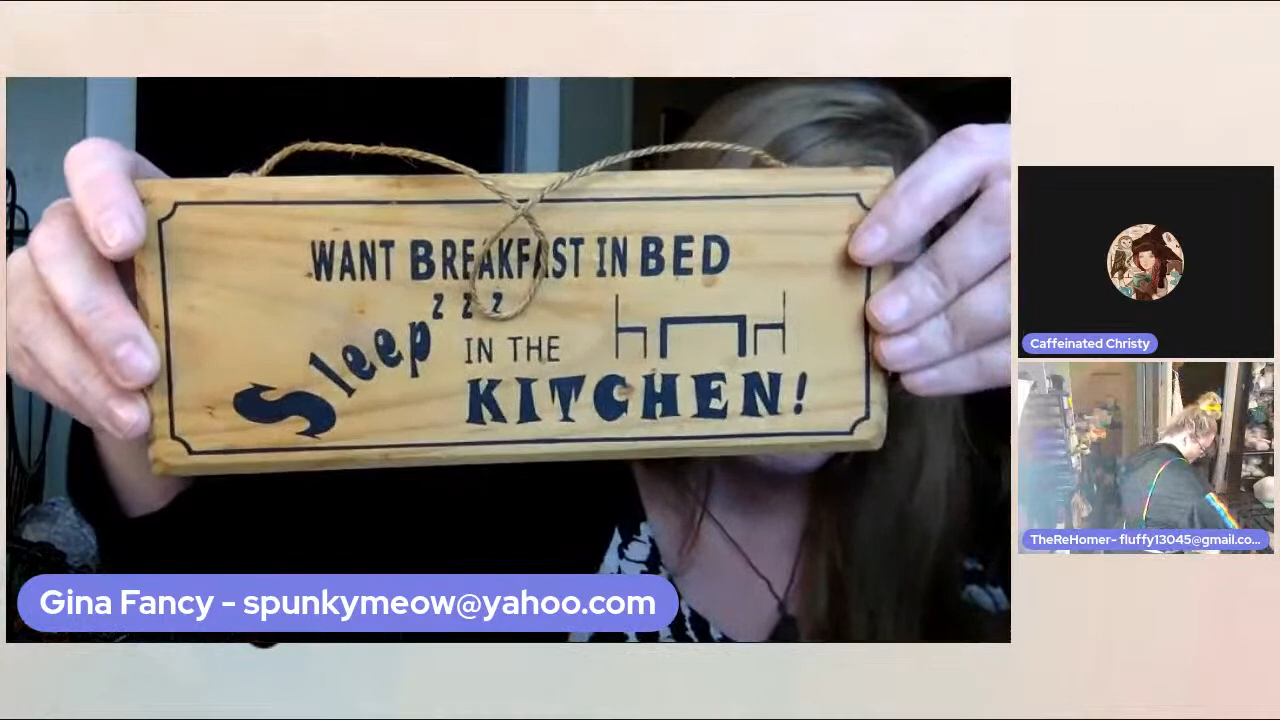 WANT BREAKFAST IN BED
z z z
Sleep
IN THE
KITCHEN!
Gina Fancy - spunkymeow@yahoo.com
Caffeinated Christy
TheReHomer- fluffy13045@gmail.co...